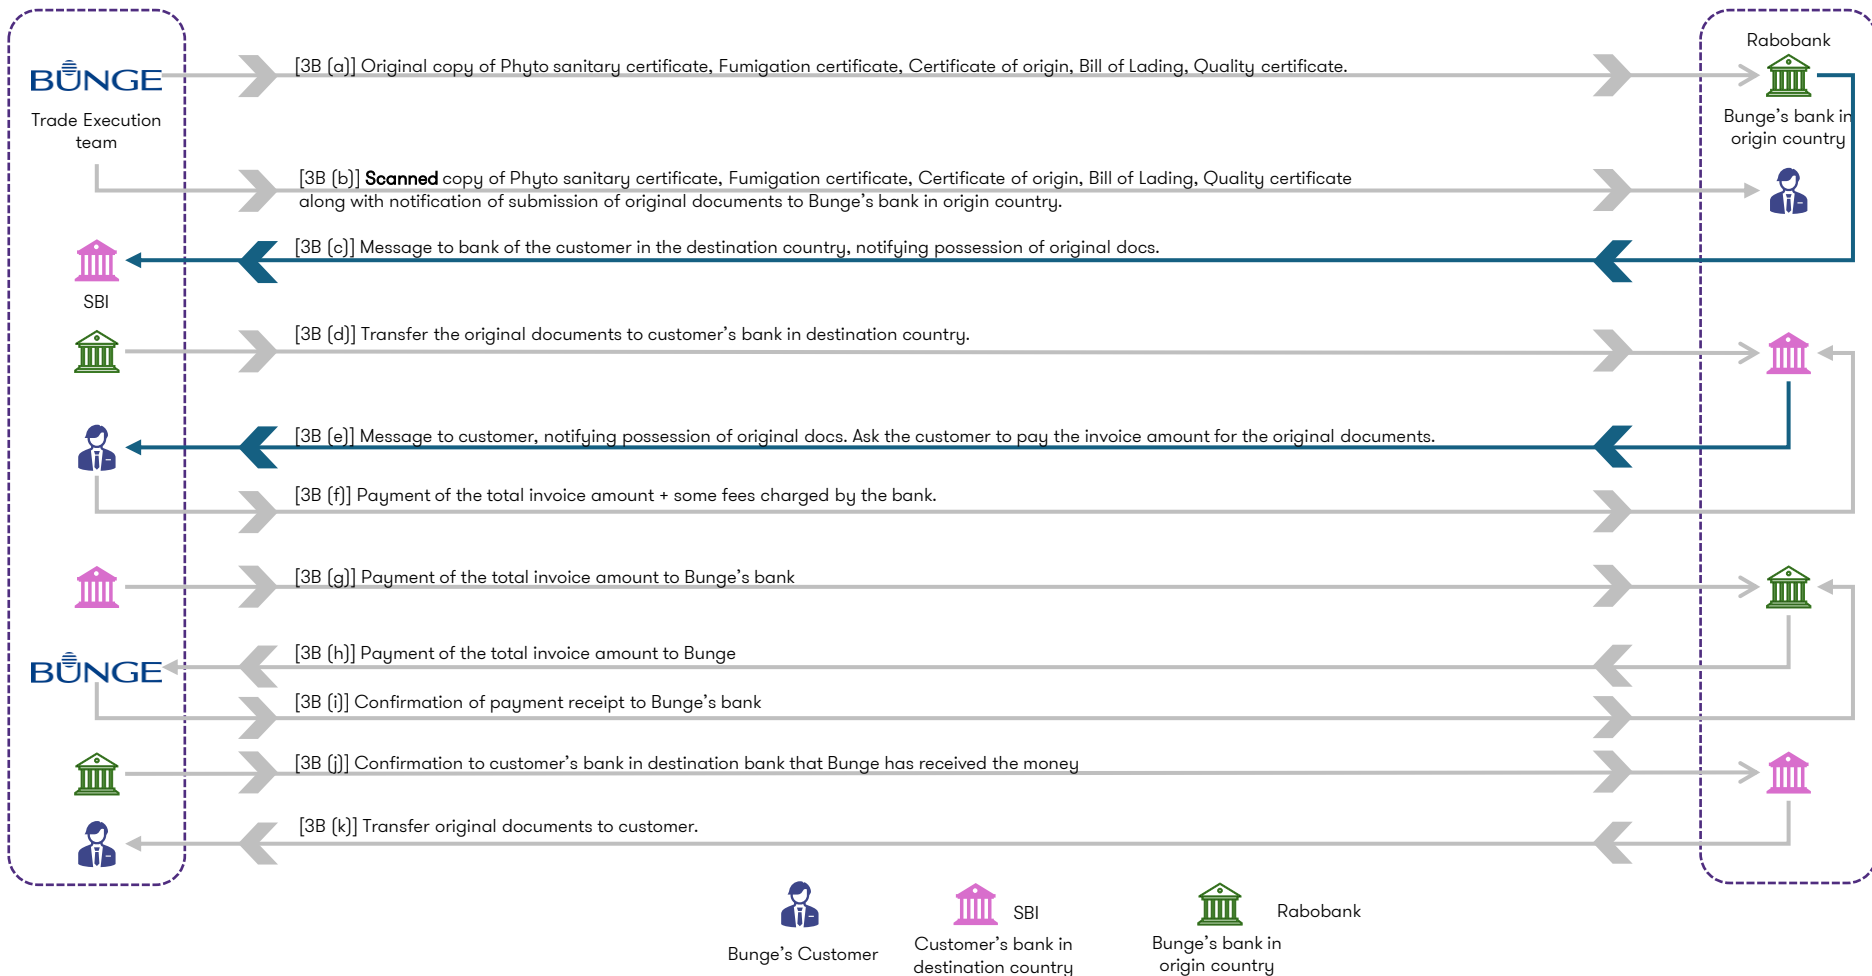 Rabobank
[3B (a)] Original copy of Phyto sanitary certificate, Fumigation certificate, Certificate of origin, Bill of Lading, Quality certificate.
BUNGE
Trade Execution
team
Bunge's bank in
origin country
[3B (b)] Scanned copy of Phyto sanitary certificate, Fumigation certificate, Certificate of origin, Bill of Lading, Quality certificate
along with notification of submission of original documents to Bunge's bank in origin country.
[3B (c)] Message to bank of the customer in the destination country, notifying possession of original docs.
SBI
[3B (d)] Transfer the original documents to customer's bank in destination country.
[3B (e)] Message to customer, notifying possession of original docs. Ask the customer to pay the invoice amount for the original documents.
[3B (f)] Payment of the total invoice amount + some fees charged by the bank.
[3B (g)] Payment of the total invoice amount to Bunge's bank
[3B (h)] Payment of the total invoice amount to Bunge
BUNGE
[3B (i)] Confirmation of payment receipt to Bunge's bank
[3B (j)] Confirmation to customer's bank in destination bank that Bunge has received the money
[3B (k)] Transfer original documents to customer.
Bunge's Customer
SBI
Customer's bank in
destination country
Rabobank
Bunge's bank in
origin country